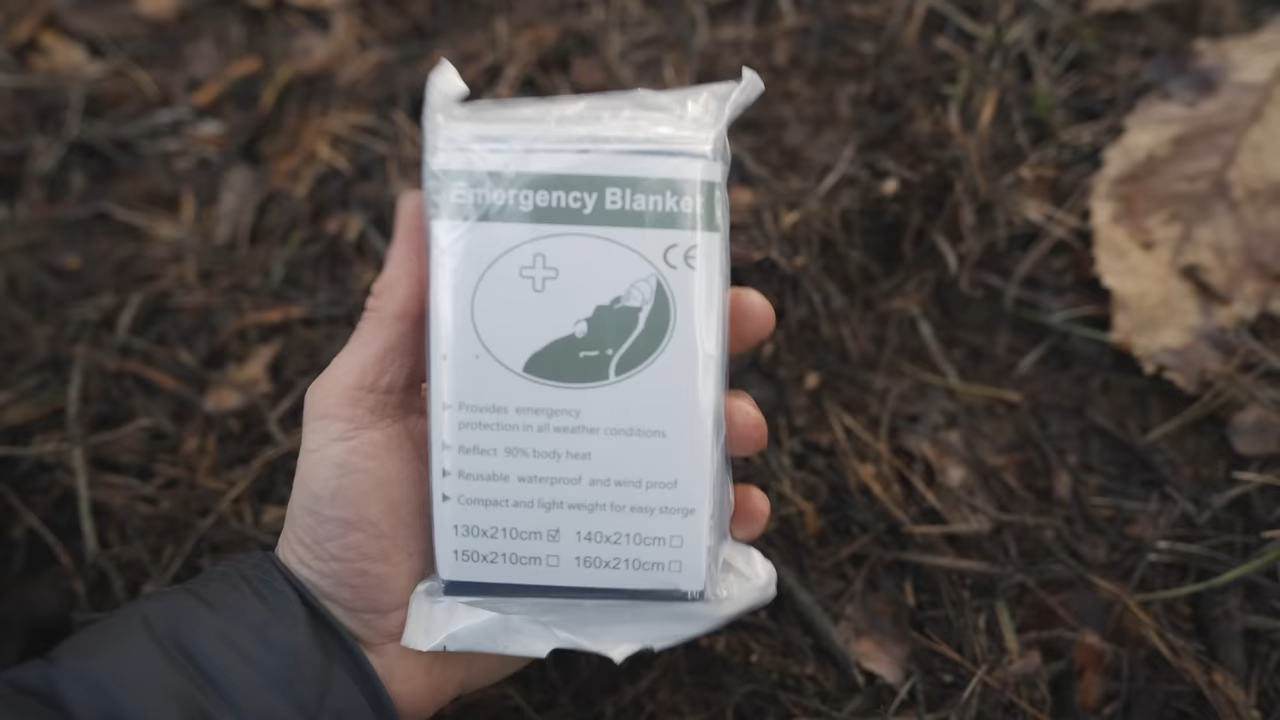 Emergency Blanket
CE
Provides emergency
protection in all weather conditions
Reflect 90% body heat
Reusable waterproof and wind proof
Compact and light weight for easy storge
130x210cm ☑ 140x210cm ☐
150x210cm ☐ 160x210cm ☐